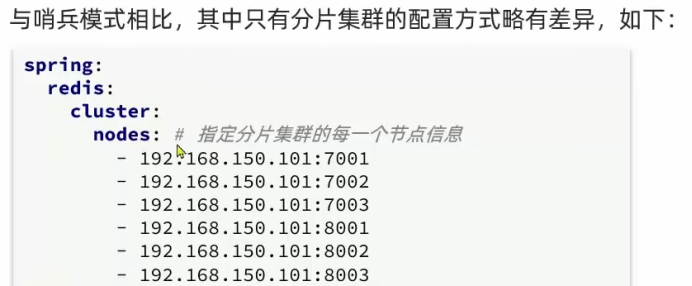 与哨兵模式相比，其中只有分片集群的配置方式略有差异，如下：
spring:
redis:
cluster:
nodes: # 指定分片集群的每一个节点信息
- 192.168.150.101:7001
- 192.168.150.101:7002
- 192.168.150.101:7003
- 192.168.150.101:8001
- 192.168.150.101:8002
- 192.168.150.101:8003